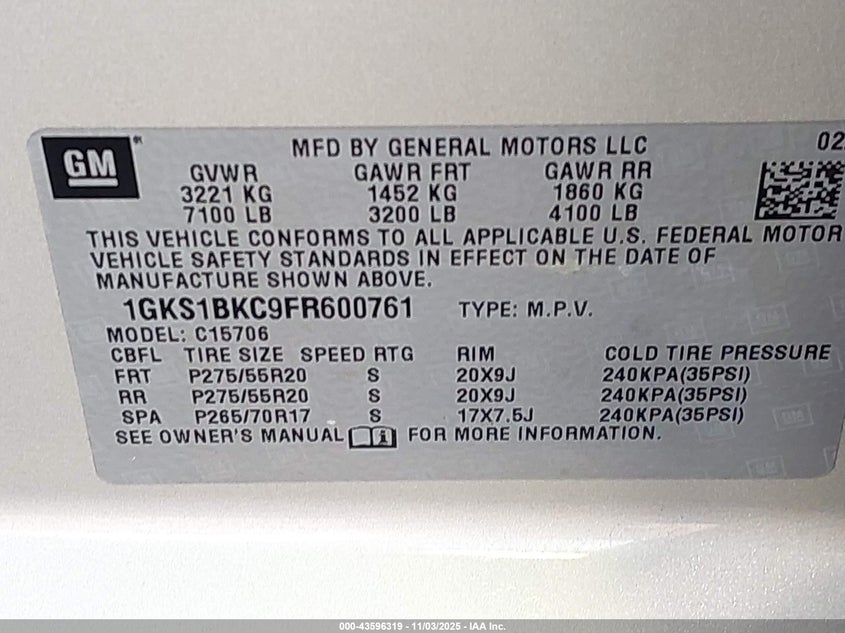 GM
MFD BY GENERAL MOTORS LLC 02
GVWR GAWR FRT GAWR RR
3221 KG 1452 KG 1860 KG
7100 LB 3200 LB 4100 LB
THIS VEHICLE CONFORMS TO ALL APPLICABLE U.S. FEDERAL MOTOR
VEHICLE SAFETY STANDARDS IN EFFECT ON THE DATE OF
MANUFACTURE SHOWN ABOVE.
1GKS1BKC9FR600761 TYPE: M.P.V.
MODEL: C15706
CBFL TIRE SIZE SPEED RTG RIM COLD TIRE PRESSURE
FRT P275/55R20 S 20X9J 240KPA(35PSI)
RR P275/55R20 S 20X9J 240KPA(35PSI)
SPA P265/70R17 S 17X7.5J 240KPA(35PSI)
SEE OWNER'S MANUAL FOR MORE INFORMATION.
000-43596319 - 11/03/2025 - IAA Inc.